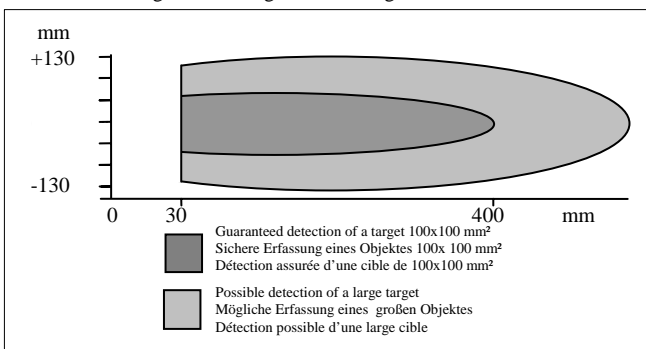 mm
+130
-130
0 30 400 mm
Guaranteed detection of a target 100x100 mm²
Sichere Erfassung eines Objektes 100x 100 mm²
Détection assurée d'une cible de 100x100 mm²
Possible detection of a large target
Mögliche Erfassung eines großen Objektes
Détection possible d'une large cible